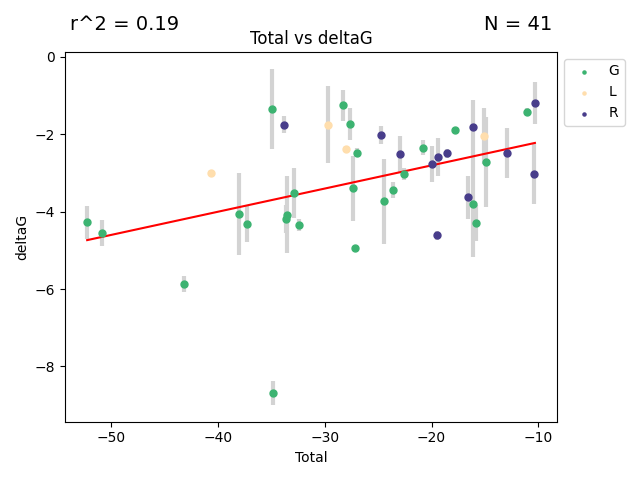 r^2 = 0.19
N = 41
Total vs deltaG
G
L
R
0
−2
−4
−6
−8
deltaG
−50
−40
−30
−20
−10
Total